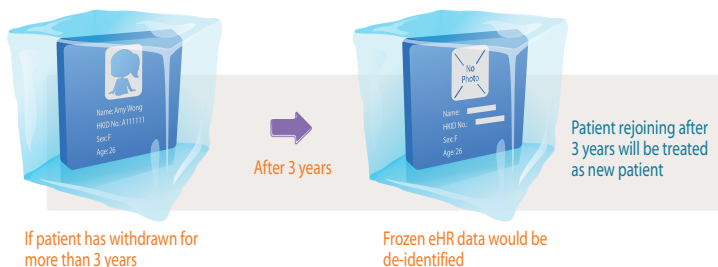 Name: Amy Wong
HKID No.: A111111
Sex: F
Age: 26
After 3 years
No
Photo
Name:
HKID No.:
Sex: F
Age: 26
Patient rejoining after
3 years will be treated
as new patient
If patient has withdrawn for
more than 3 years
Frozen eHR data would be
de-identified